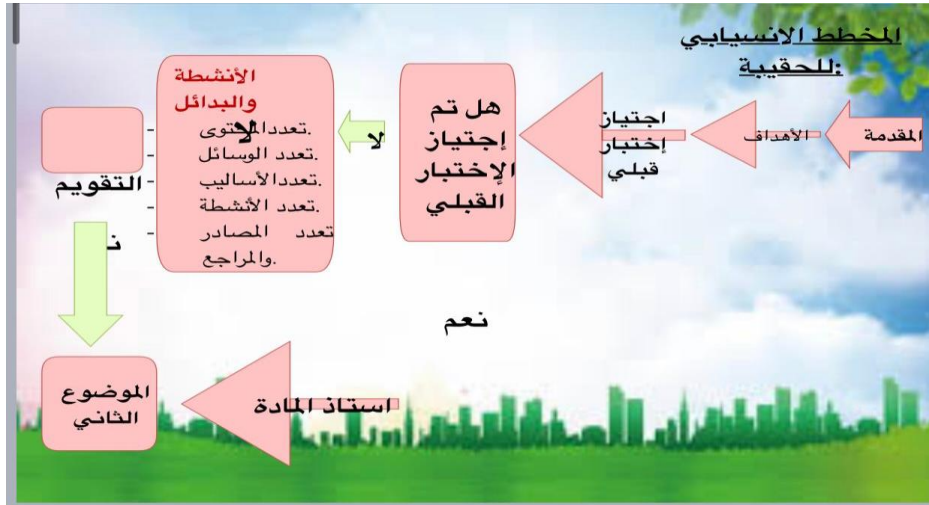 المخطط الانسيابي
للحقيبة:
المقدمة
الأهداف
اجتياز
إختبار
قبلي
هل تم
إجتياز
الإختبار
القبلي
لا
الأنشطة
والبدائل
تعددالمحتوى.
لا
تعدد الوسائل.
تعددالأساليب.
تعدد الأنشطة.
تعدد المصادر
والمراجع.
التقويم
نعم
استاذ المادة
الموضوع
الثاني